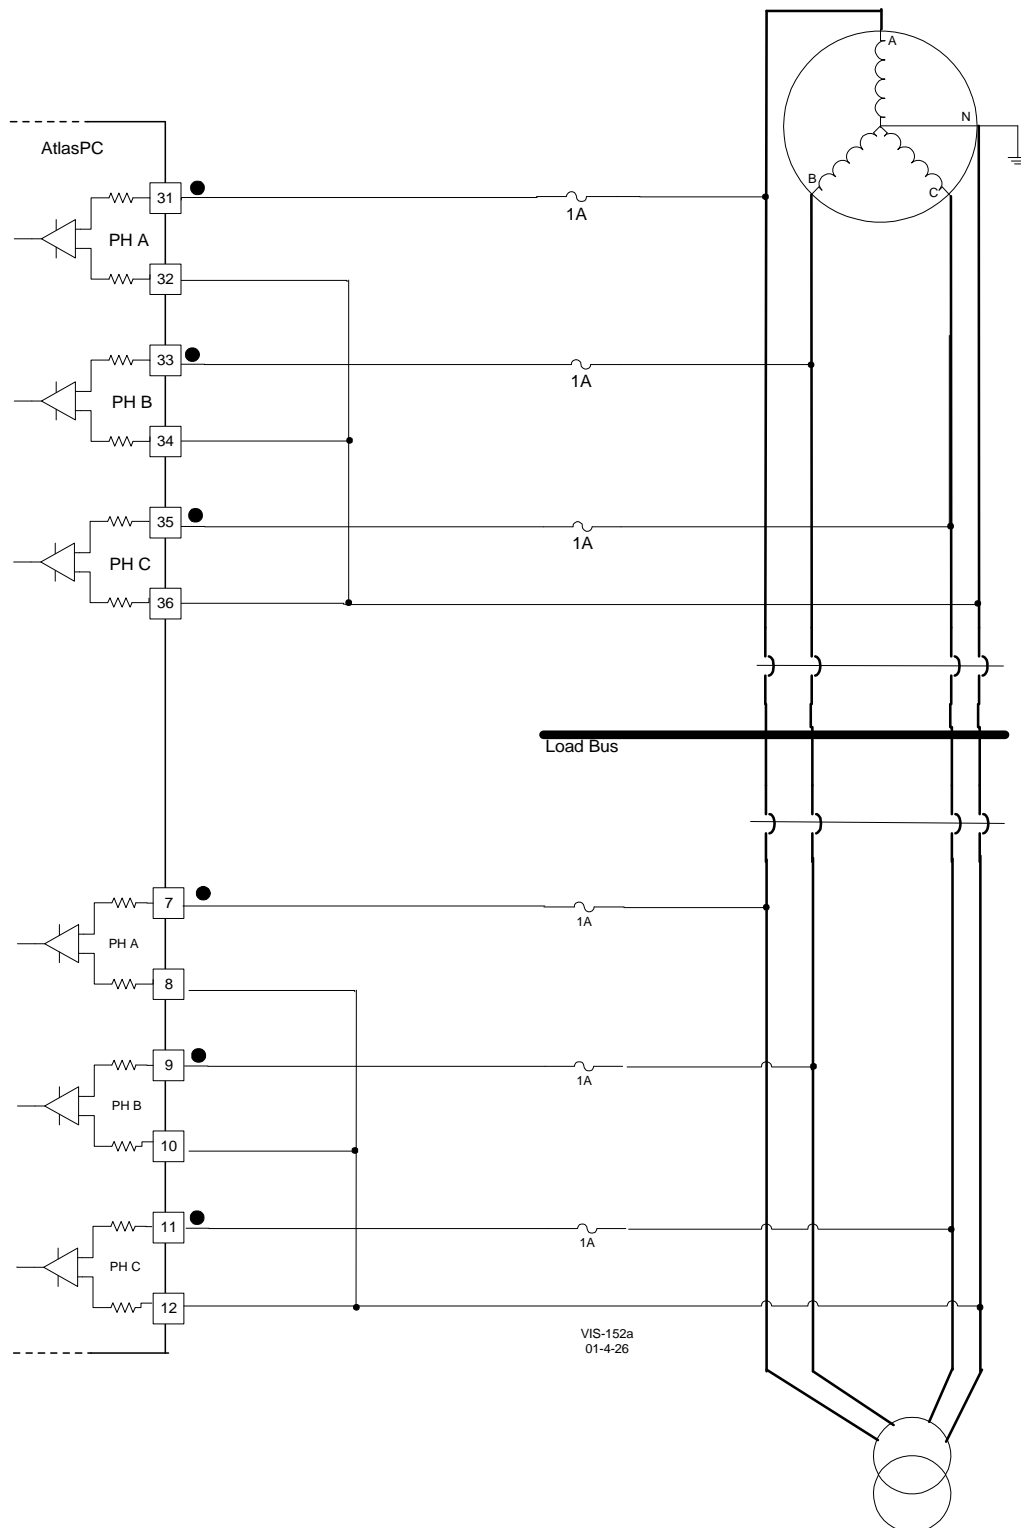 A
N
B
C
AtlasPC
31
1A
PH A
32
33
1A
PH B
34
35
1A
PH C
36
Load Bus
7
1A
PH A
8
9
1A
PH B
10
11
1A
PH C
12
VIS-152a
01-4-26